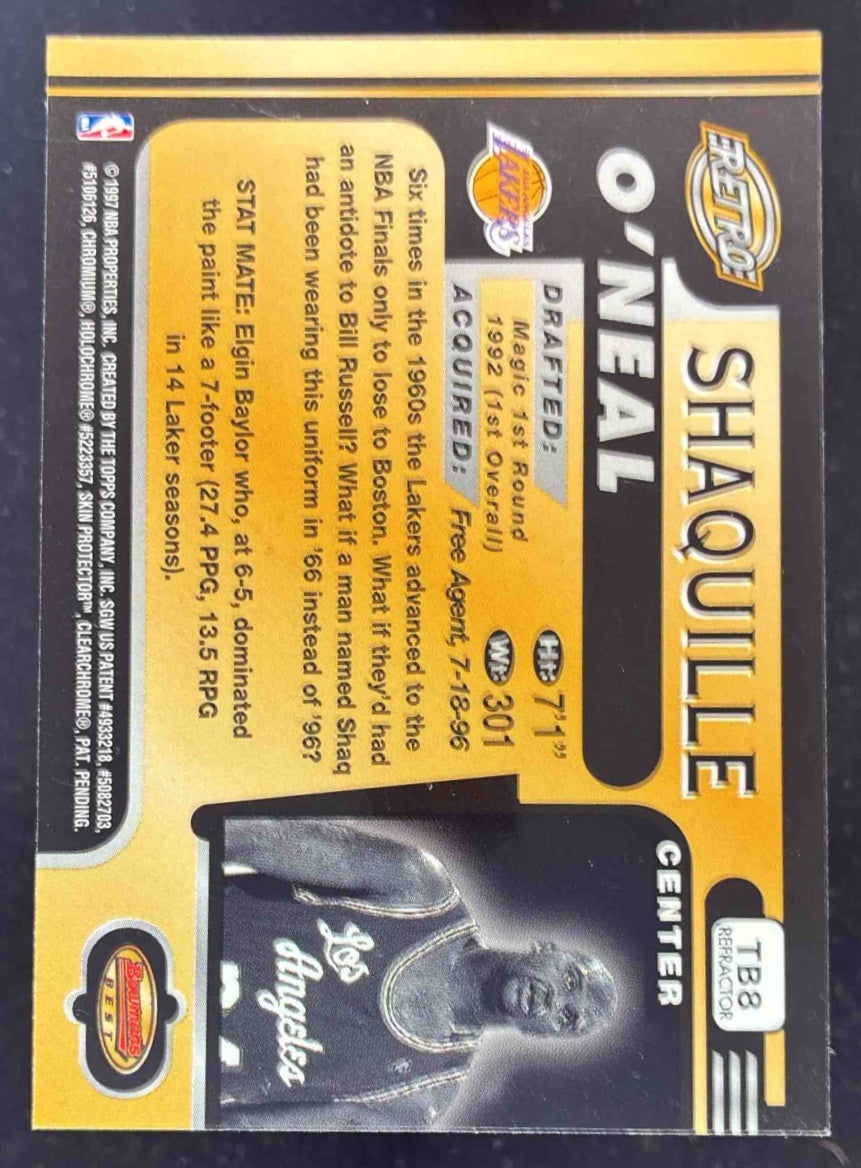 RETRO
SHAQUILLE
O'NEAL
TB8
REFRACTOR
CENTER
LOS ANGELES
LAKERS
DRAFTED:
Magic 1st Round
1992 (1st Overall)
Ht: 7'1"
Wt: 301
ACQUIRED: Free Agent, 7-18-96
Six times in the 1960s the Lakers advanced to the
NBA Finals only to lose to Boston. What if they'd had
an antidote to Bill Russell? What if a man named Shaq
had been wearing this uniform in '66 instead of '96?
STAT MATE: Elgin Baylor who, at 6-5, dominated
the paint like a 7-footer (27.4 PPG, 13.5 RPG
in 14 Laker seasons).
Los
Angeles
Bowman's
BEST
NBA
© 1997 NBA PROPERTIES, INC. CREATED BY THE TOPPS COMPANY, INC. SGW US PATENT #4933218, #5082703,
#5106126, CHROMIUM®, HOLOCHROME® #5223357, SKIN PROTECTOR™, CLEARCHROME®, PAT. PENDING.